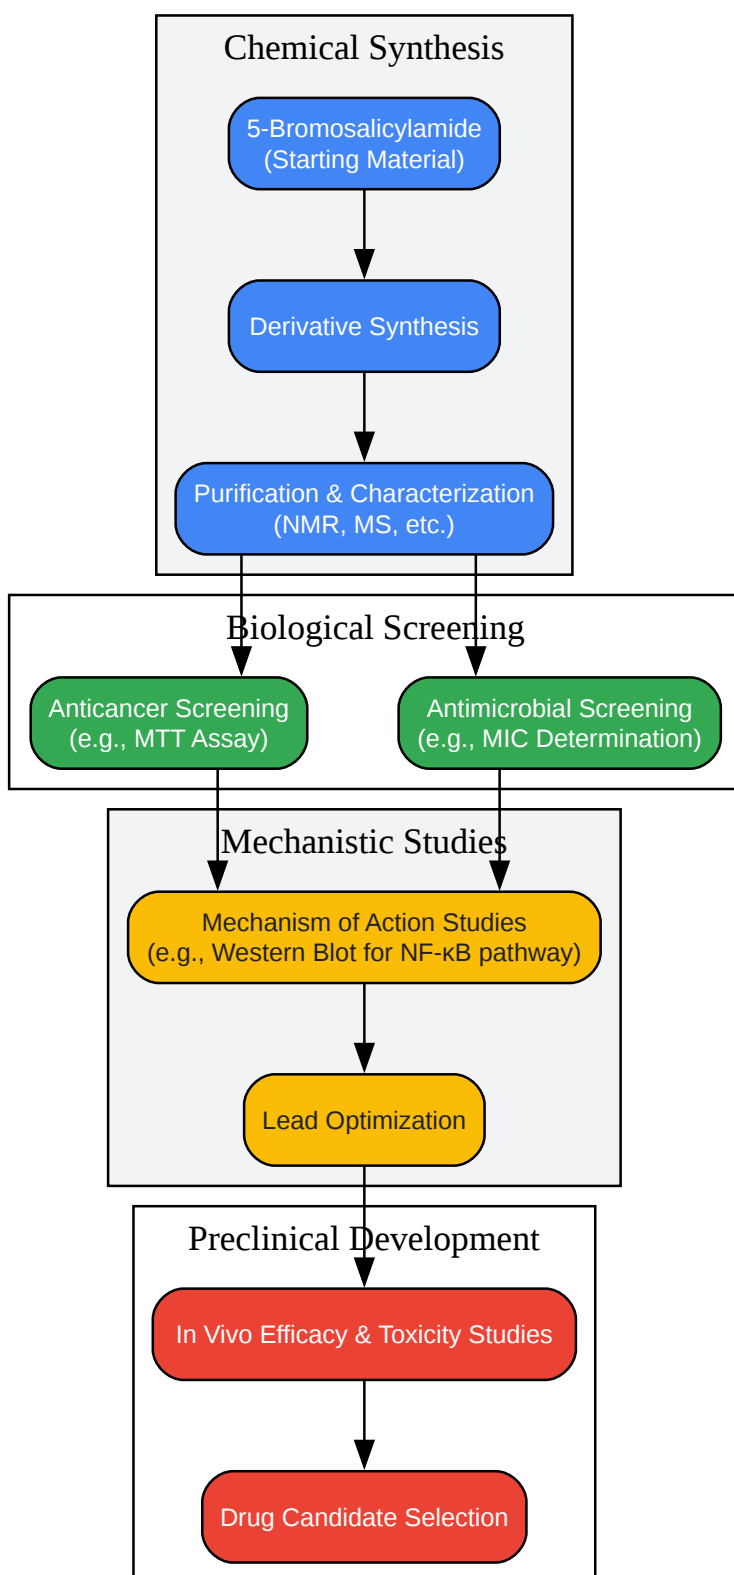 Chemical Synthesis
5-Bromosalicylamide
(Starting Material)
Derivative Synthesis
Purification & Characterization
(NMR, MS, etc.)
Biological Screening
Anticancer Screening
(e.g., MTT Assay)
Antimicrobial Screening
(e.g., MIC Determination)
Mechanistic Studies
Mechanism of Action Studies
(e.g., Western Blot for NF-κB pathway)
Lead Optimization
Preclinical Development
In Vivo Efficacy & Toxicity Studies
Drug Candidate Selection